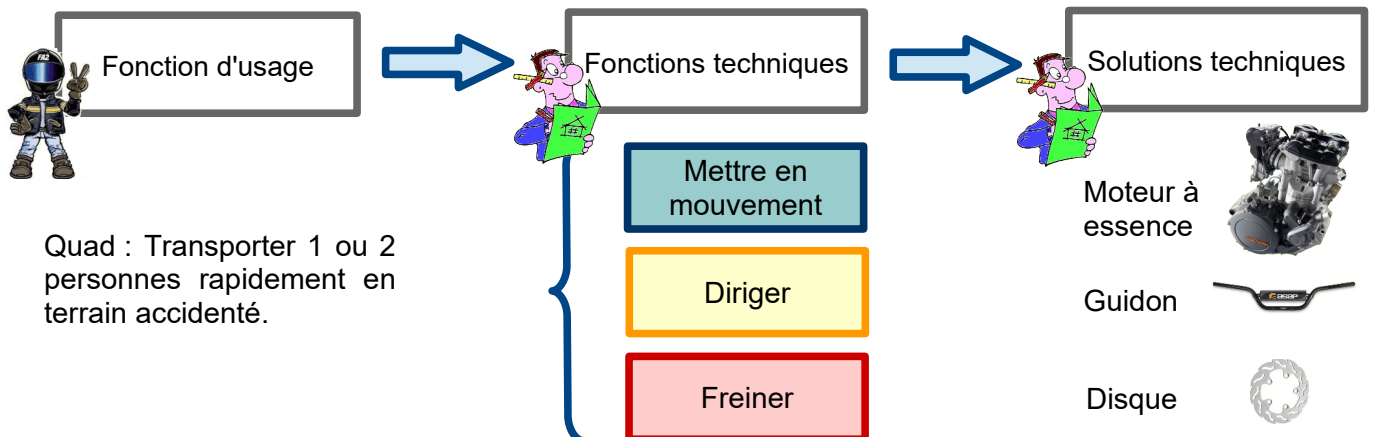 Fonction d'usage
Fonctions techniques
Solutions techniques
FA2
Quad : Transporter 1 ou 2
personnes rapidement en
terrain accidenté.
Mettre en
mouvement
Diriger
Freiner
Moteur à
essence
Guidon
Disque